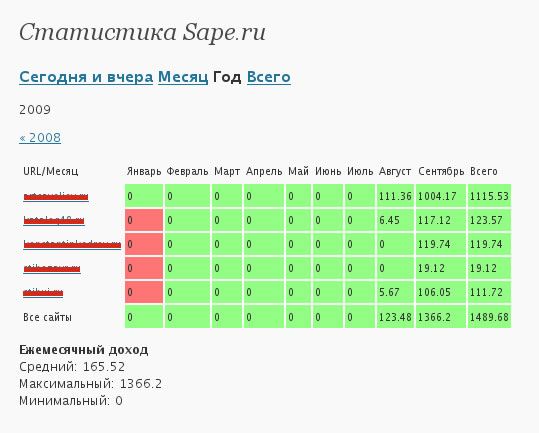 Статистика Sape.ru
Сегодня и вчера Месяц Год Всего
2009
« 2008
URL/Месяц Январь Февраль Март Апрель Май Июнь Июль Август Сентябрь Всего
0 0 0 0 0 0 0 111.36 1004.17 1115.53
0 0 0 0 0 0 0 6.45 117.12 123.57
0 0 0 0 0 0 0 0 119.74 119.74
0 0 0 0 0 0 0 0 19.12 19.12
0 0 0 0 0 0 0 5.67 106.05 111.72
Все сайты 0 0 0 0 0 0 0 123.48 1366.2 1489.68
Ежемесячный доход
Средний: 165.52
Максимальный: 1366.2
Минимальный: 0